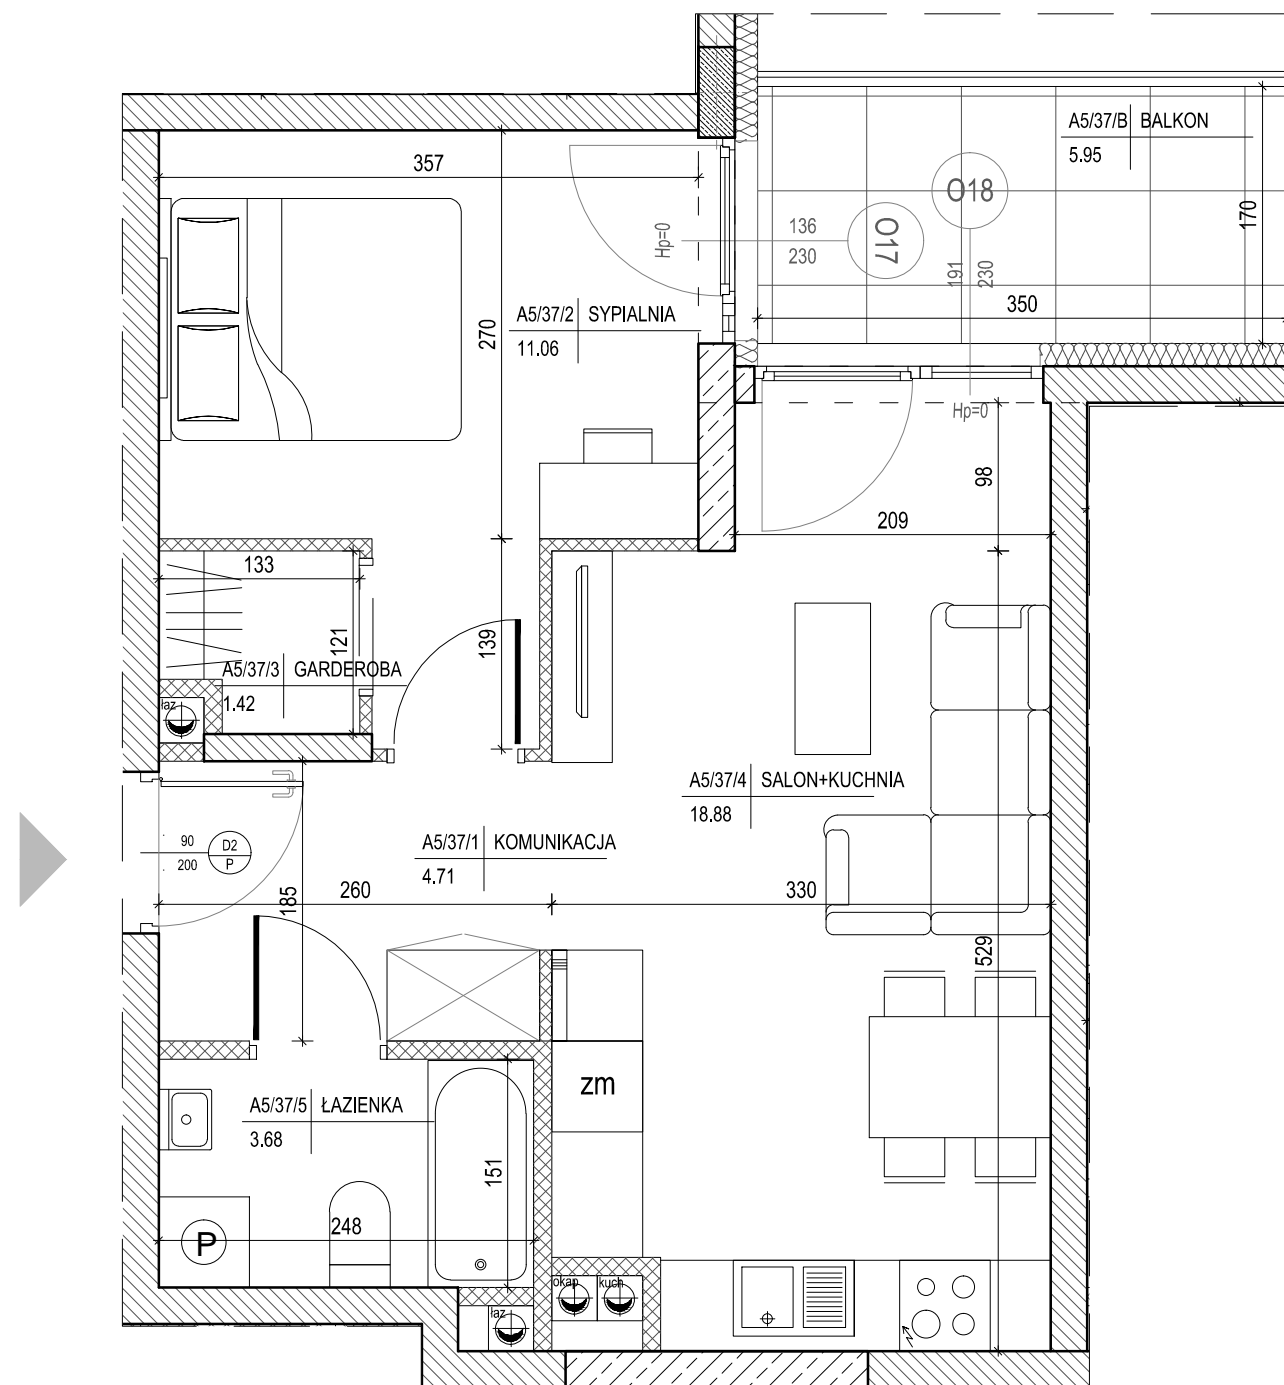 A5/37/B BALKON
5.95
357
O18
170
136
230
O17
Hp=0
191
230
350
A5/37/2 SYPIALNIA
11.06
270
Hp=0
98
209
133
121
139
A5/37/3 GARDEROBA
1.42
łaz
A5/37/4 SALON+KUCHNIA
18.88
90
200
D2
P
A5/37/1 KOMUNIKACJA
4.71
185
260
330
529
zm
A5/37/5 ŁAZIENKA
3.68
151
248
P
okap
kuch
łaz